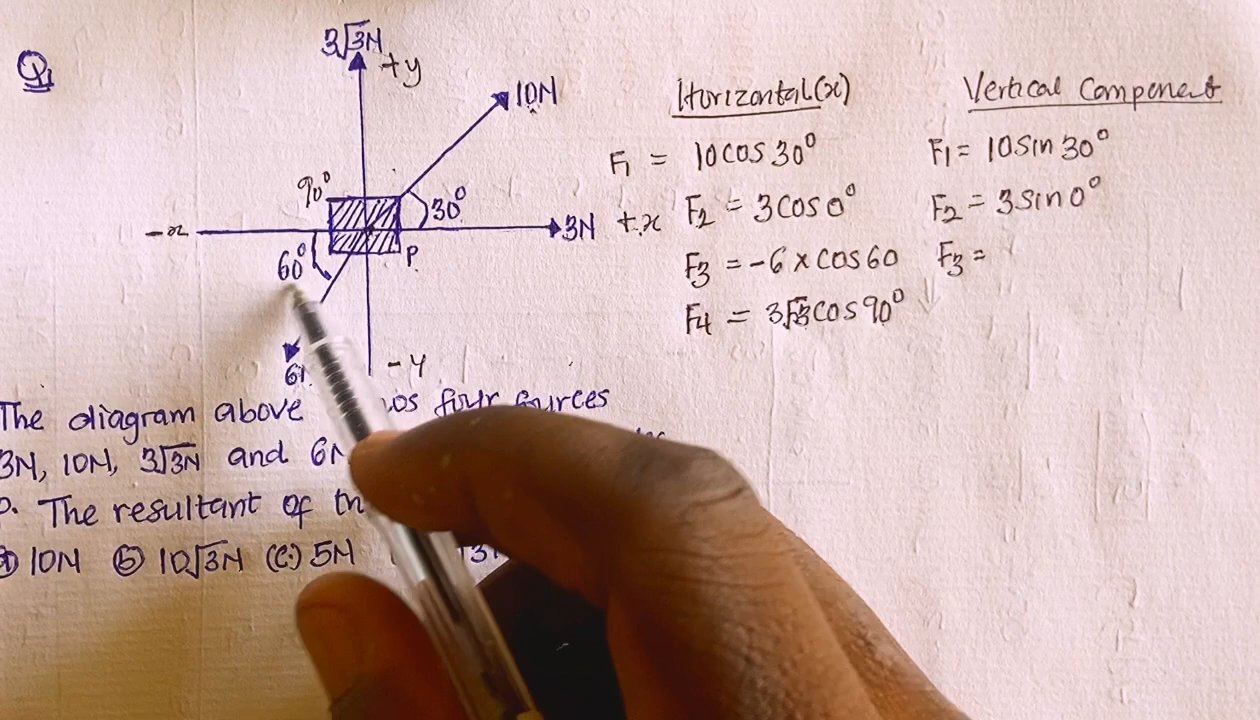 Q1
3√3N
+y
10N
90°
30°
-x
3N +x
60°
P
-y
Horizontal(x)
F1 = 10cos30°
F2 = 3cos0°
F3 = -6×cos60
F4 = 3√3cos90°
Vertical Component
F1 = 10sin30°
F2 = 3sin0°
F3 =
The diagram above four forces
3N, 10N, 3√3N and
P. The resultant of
10N (b) 10√3N (C.) 5N